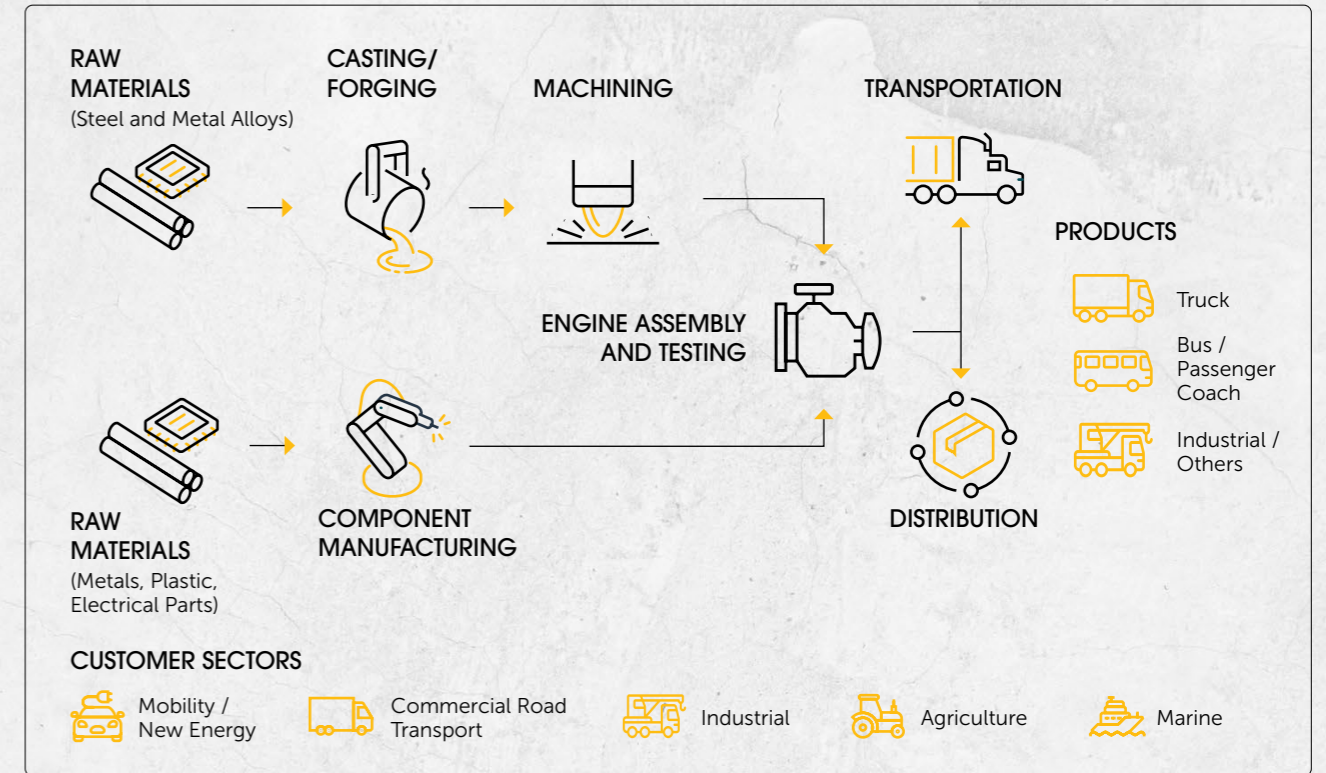 RAW
MATERIALS
(Steel and Metal Alloys)
CASTING/
FORGING
MACHINING
TRANSPORTATION
PRODUCTS
Truck
Bus /
Passenger
Coach
Industrial /
Others
ENGINE ASSEMBLY
AND TESTING
RAW
MATERIALS
(Metals, Plastic,
Electrical Parts)
COMPONENT
MANUFACTURING
DISTRIBUTION
CUSTOMER SECTORS
Mobility /
New Energy
Commercial Road
Transport
Industrial
Agriculture
Marine